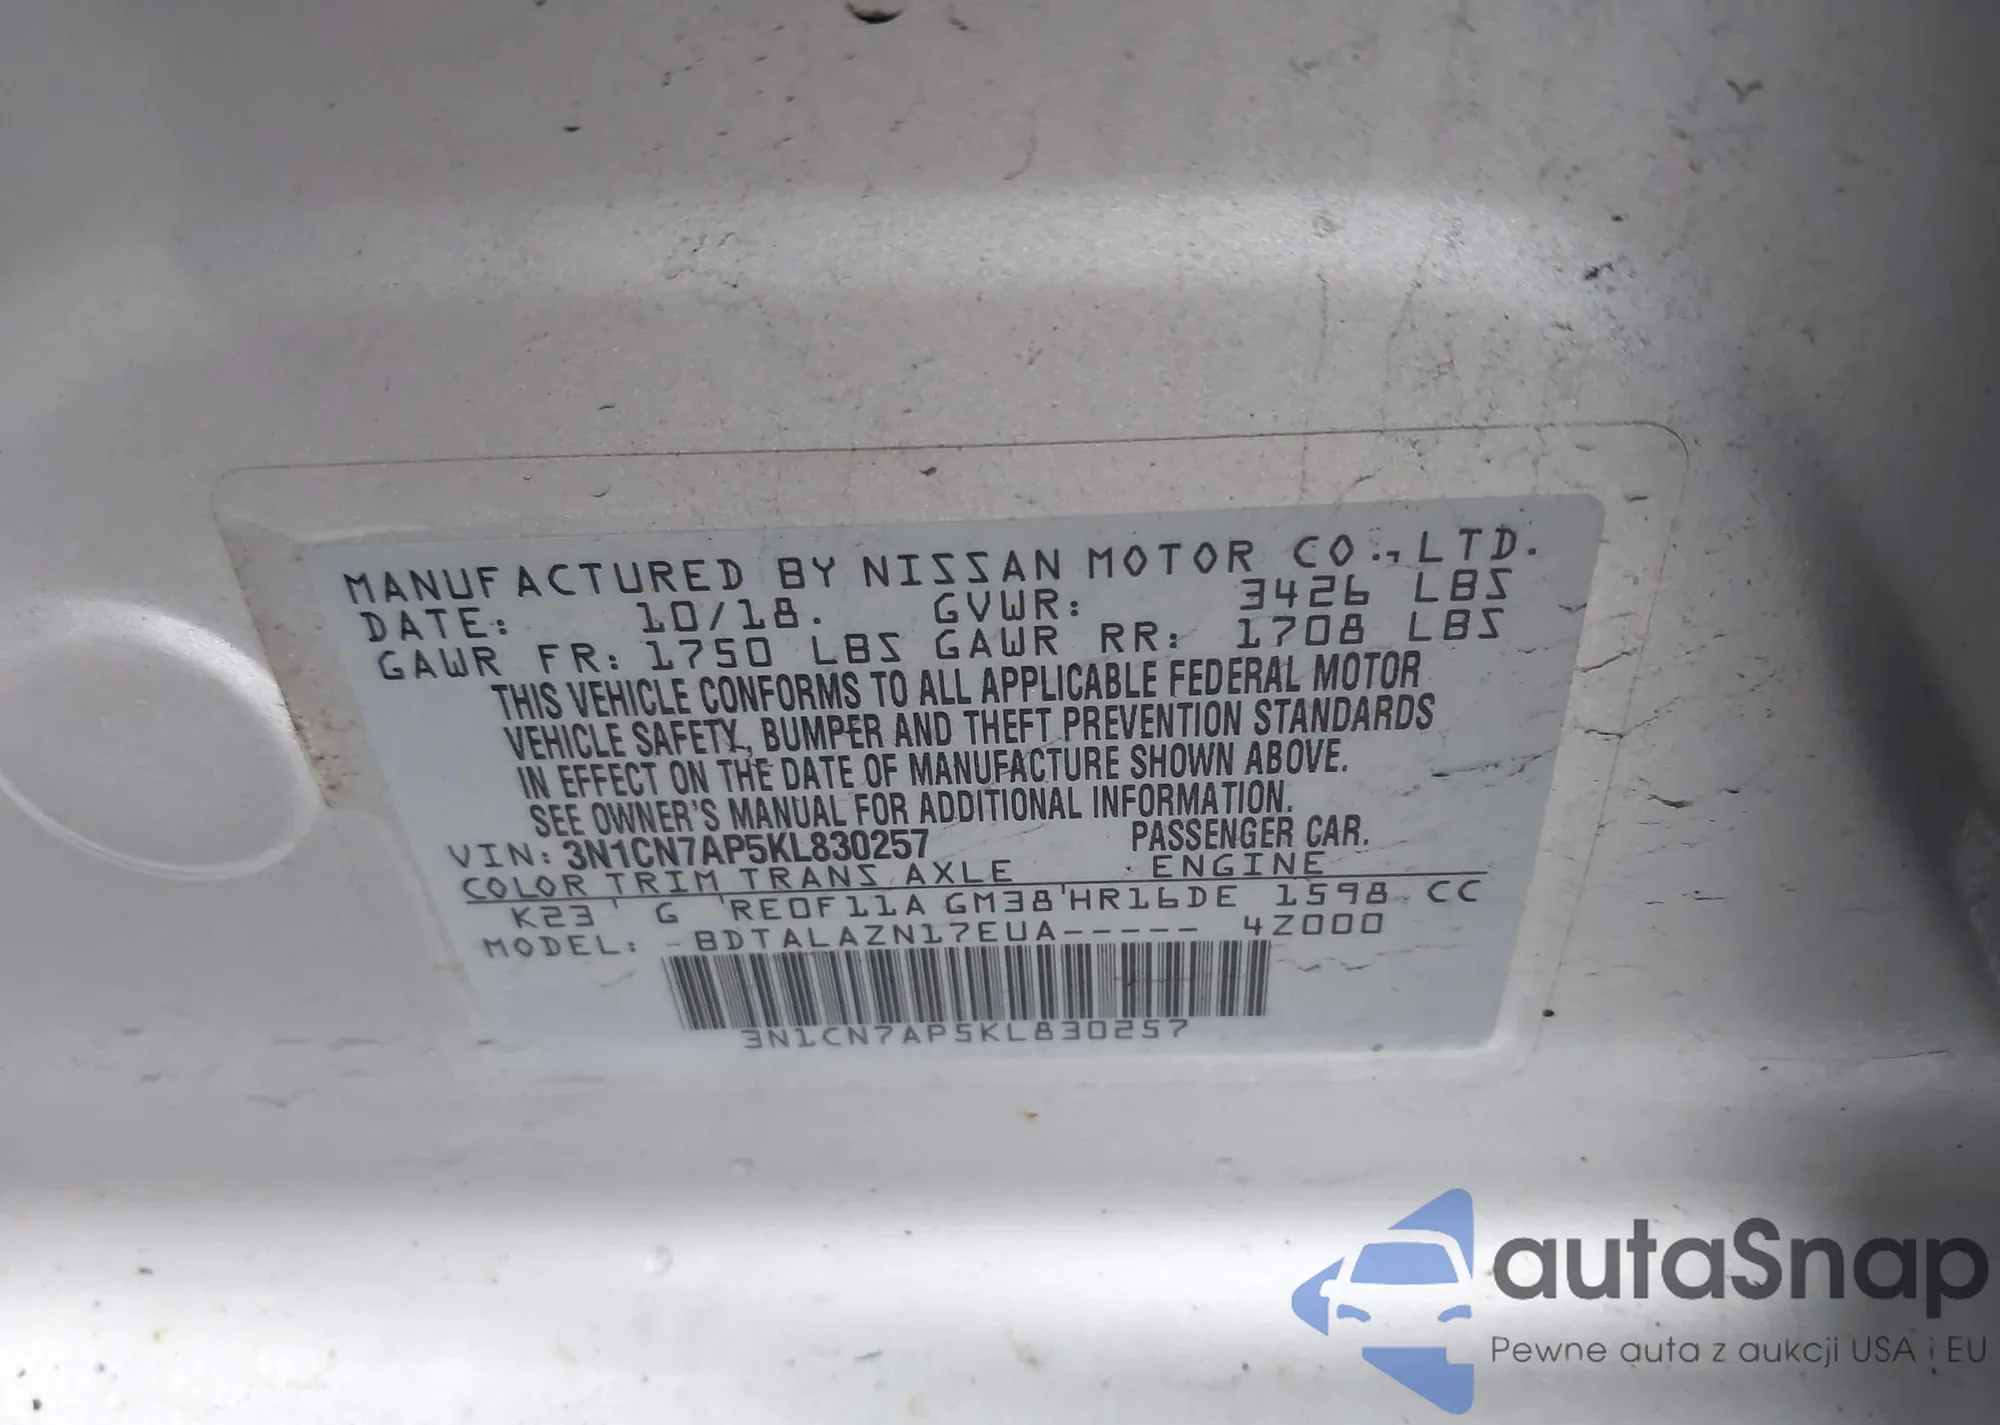 MANUFACTURED BY NISSAN MOTOR CO., LTD.
DATE: 10/18. GVWR: 3426 LBS
GAWR FR: 1750 LBS GAWR RR: 1708 LBS
THIS VEHICLE CONFORMS TO ALL APPLICABLE FEDERAL MOTOR
VEHICLE SAFETY, BUMPER AND THEFT PREVENTION STANDARDS
IN EFFECT ON THE DATE OF MANUFACTURE SHOWN ABOVE.
SEE OWNER'S MANUAL FOR ADDITIONAL INFORMATION.
VIN: 3N1CN7AP5KL830257 PASSENGER CAR.
COLOR TRIM TRANS AXLE ENGINE
K23 G RE0F11A GM38 HR16DE 1598 CC
MODEL: -BDTALAZN17EUA----- 4Z000
3N1CN7AP5KL830257
autaSnap
Pewne auta z aukcji USA i EU